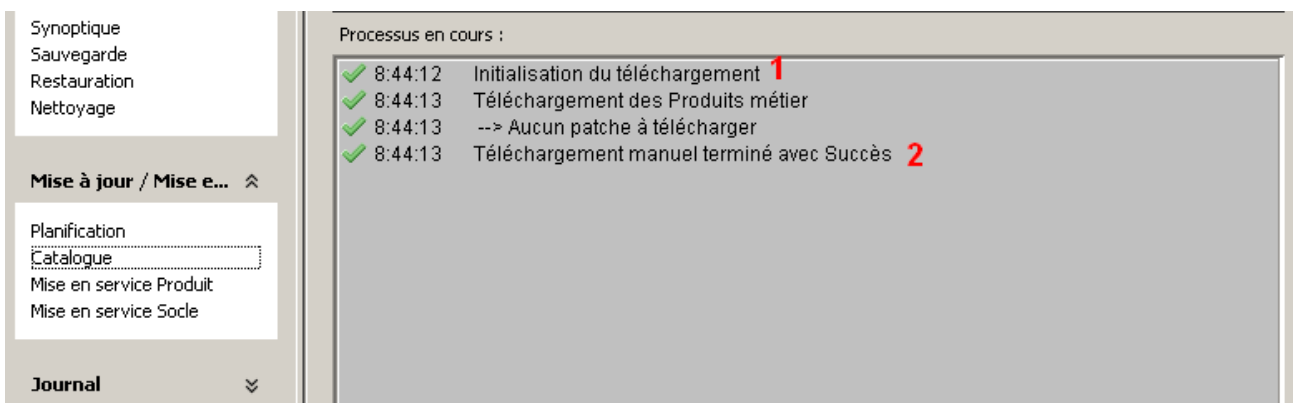 Synoptique
Sauvegarde
Restauration
Nettoyage
Mise à jour / Mise e...
Planification
Catalogue
Mise en service Produit
Mise en service Socle
Journal
Processus en cours :
8:44:12 Initialisation du téléchargement 1
8:44:13 Téléchargement des Produits métier
8:44:13 --> Aucun patche à télécharger
8:44:13 Téléchargement manuel terminé avec Succès 2